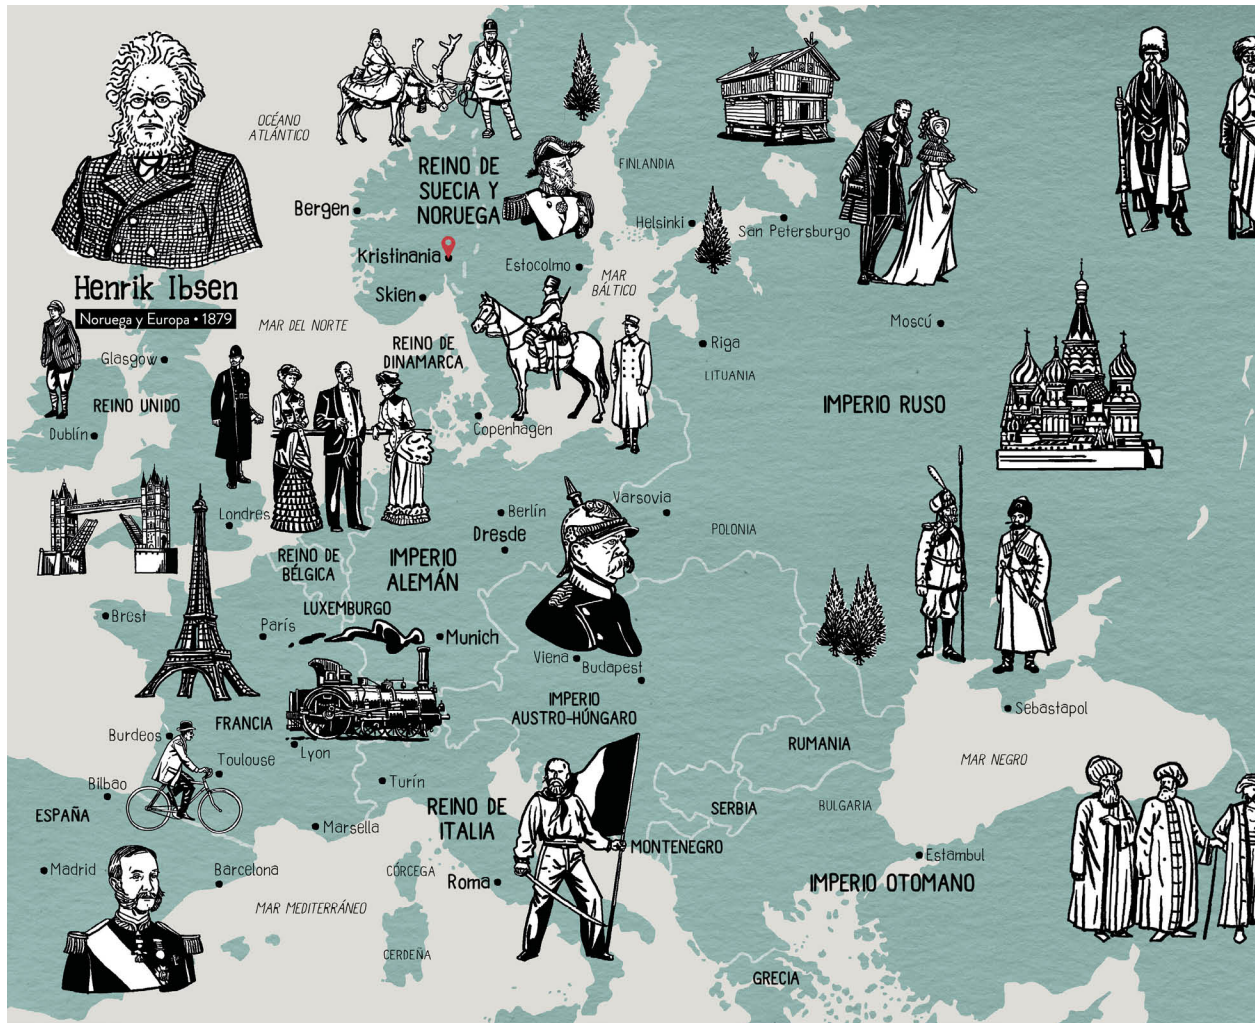 OCÉANO
ATLÁNTICO
REINO DE
SUECIA Y
NORUEGA
FINLANDIA
Bergen
Helsinki
San Petersburgo
Kristinania
Estocolmo
MAR
BÁLTICO
Henrik Ibsen
Noruega y Europa • 1879
Skien
MAR DEL NORTE
Moscú
Glasgow
REINO DE
DINAMARCA
Riga
LITUANIA
REINO UNIDO
IMPERIO RUSO
Dublín
Copenhagen
Londres
Berlín
Varsovia
Dresde
POLONIA
REINO DE
BÉLGICA
IMPERIO
ALEMÁN
LUXEMBURGO
Brest
París
Munich
Viena
Budapest
IMPERIO
AUSTRO-HÚNGARO
Sebastapol
FRANCIA
Burdeos
Lyon
RUMANIA
MAR NEGRO
Toulouse
Bilbao
Turín
ESPAÑA
REINO DE
ITALIA
SERBIA
BULGARIA
Marsella
MONTENEGRO
Estambul
Madrid
Barcelona
CÓRCEGA
Roma
IMPERIO OTOMANO
MAR MEDITERRÁNEO
CERDEÑA
GRECIA